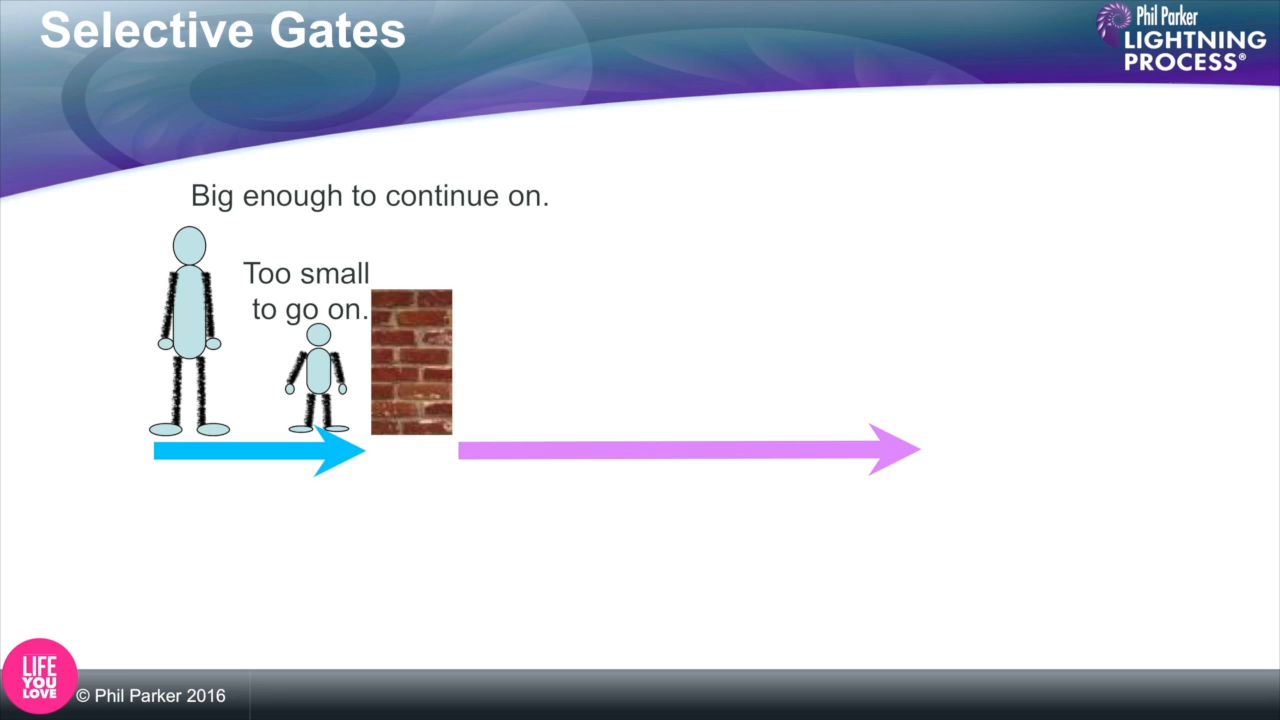 Selective Gates
Phil Parker
LIGHTNING
PROCESS®
Big enough to continue on.
Too small
to go on.
LIFE
YOU
LOVE
© Phil Parker 2016